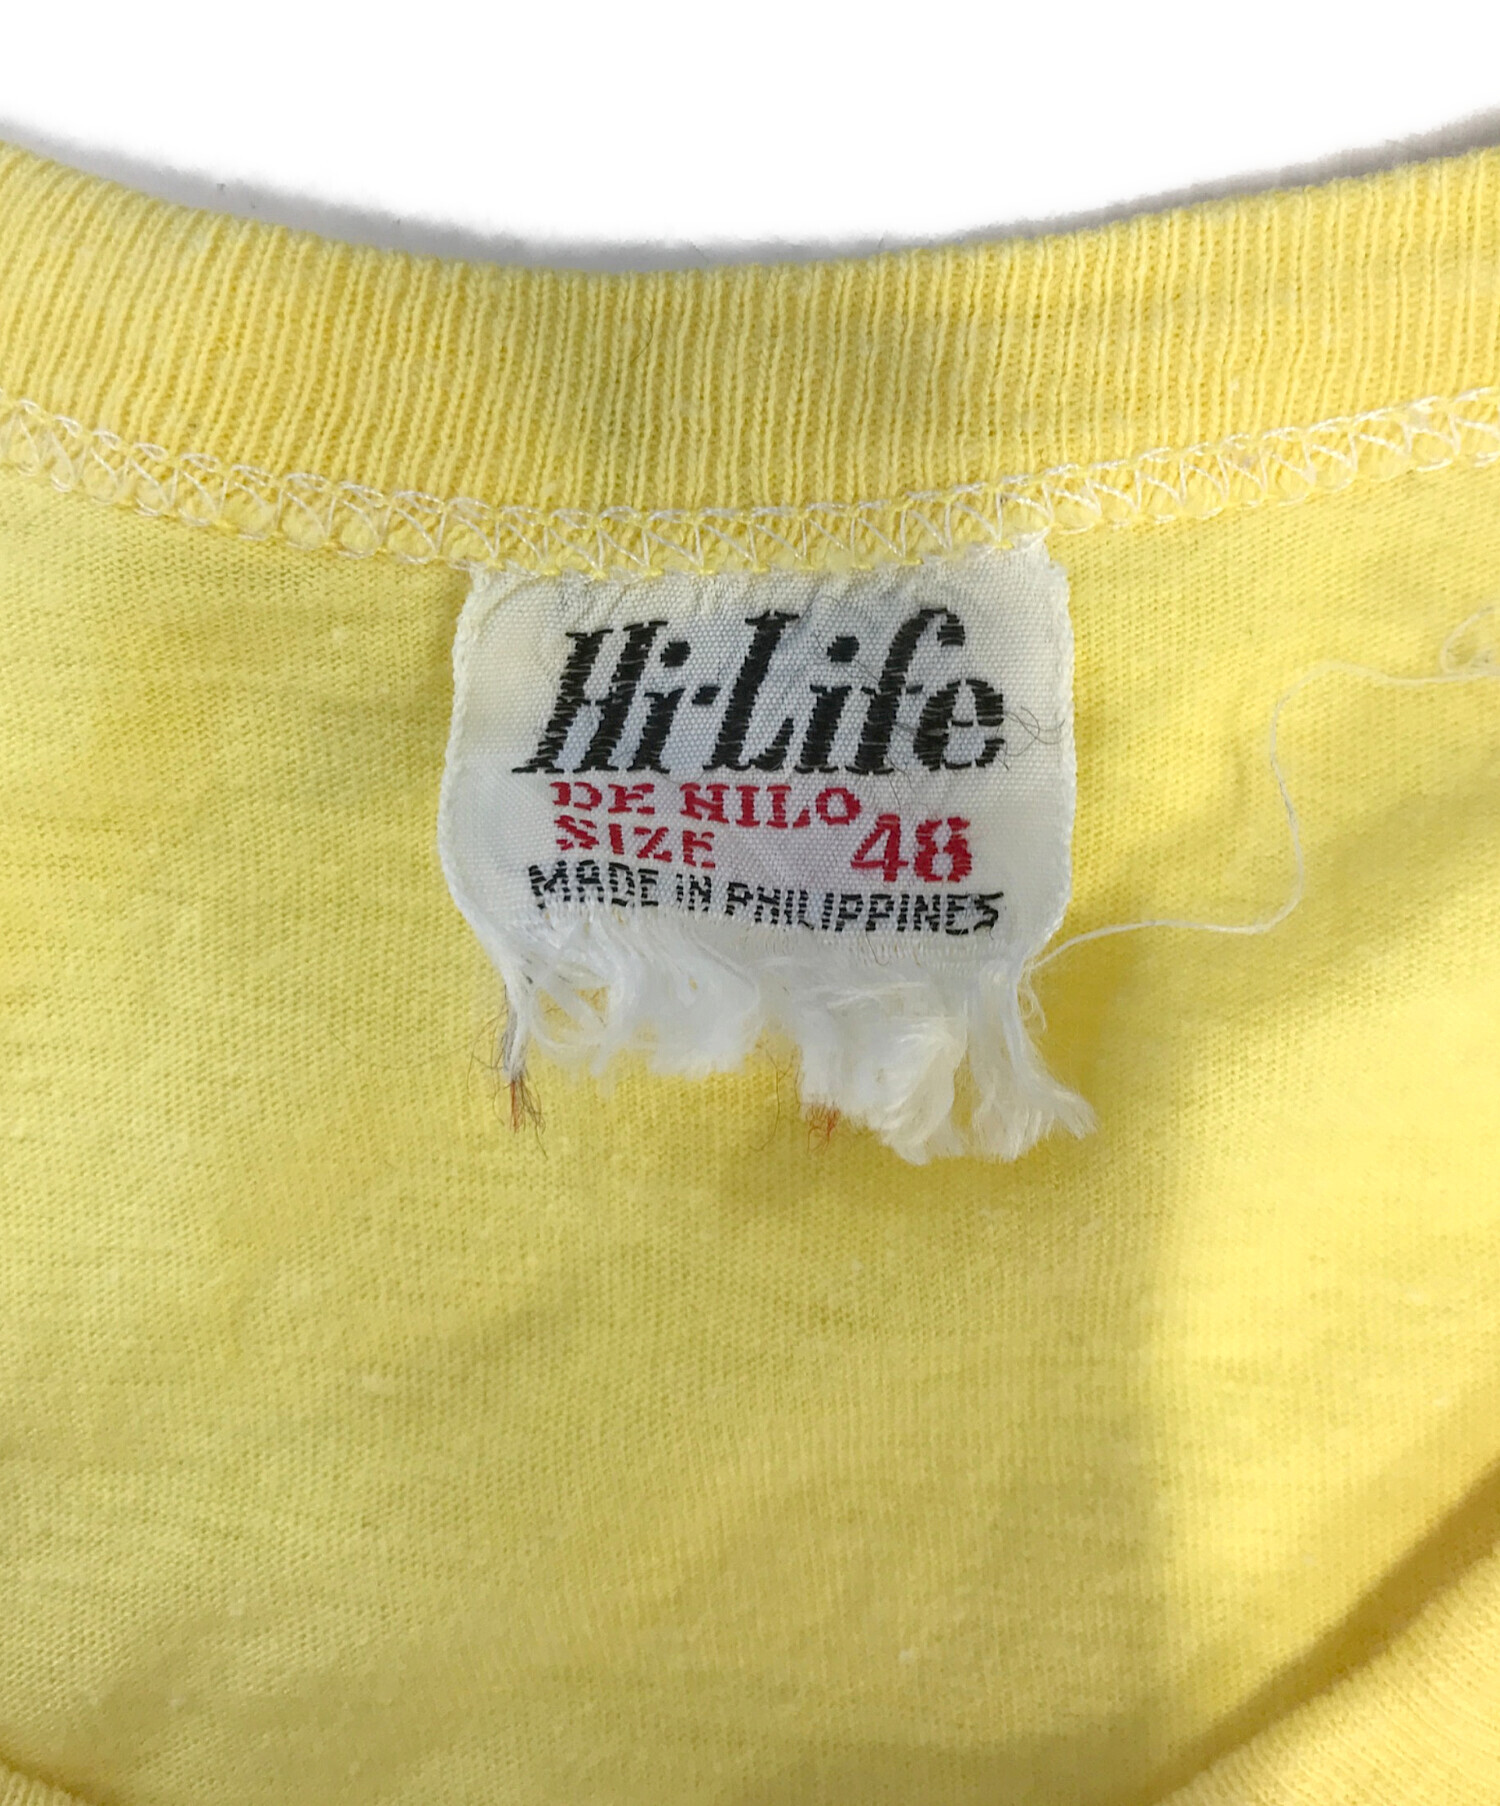 Hi-Life
DE HILO
SIZE 48
MADE IN PHILIPPINES